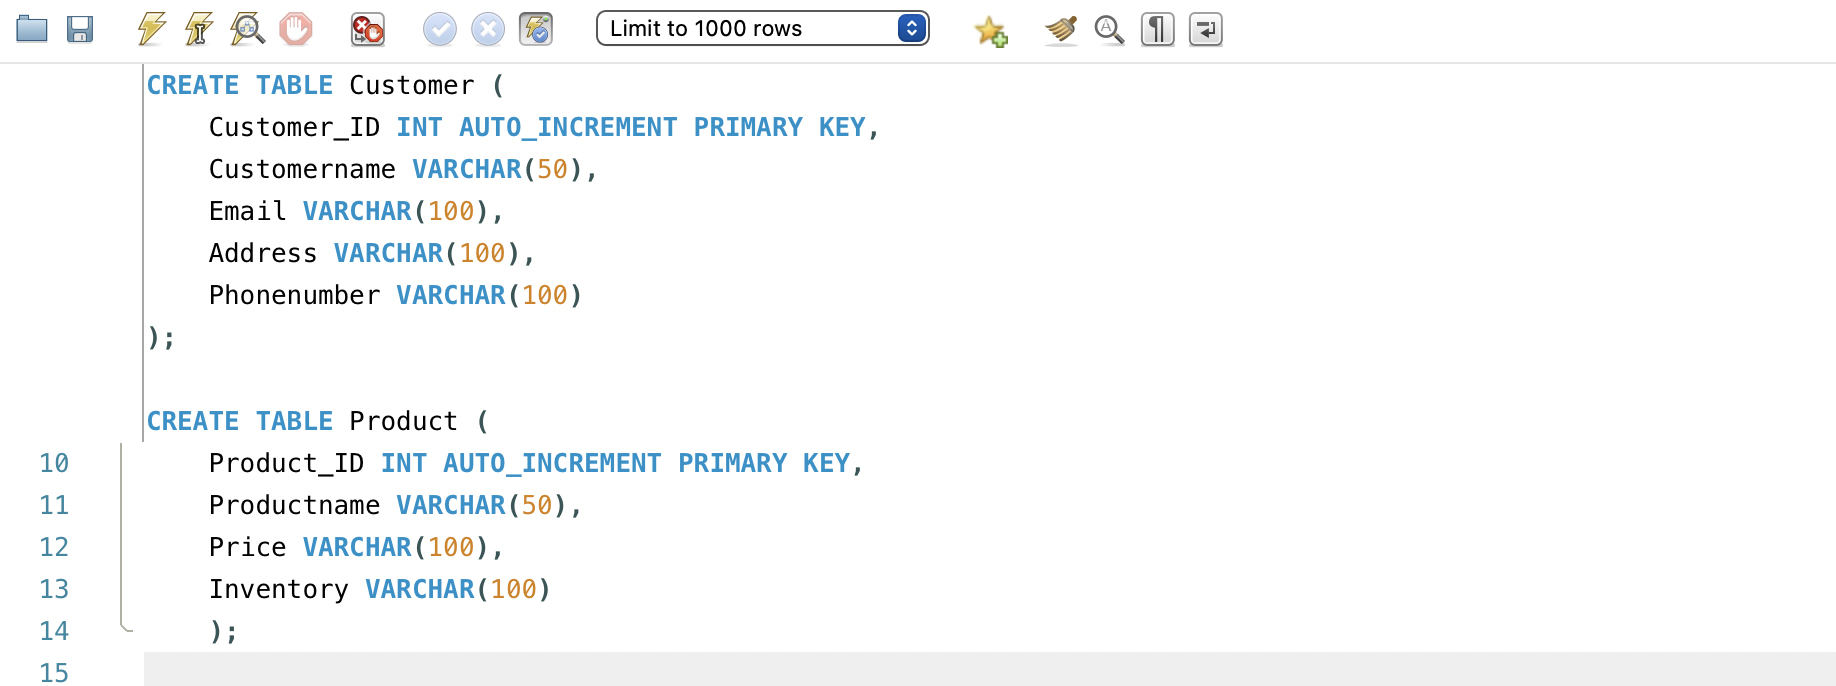 Limit to 1000 rows
CREATE TABLE Customer (
    Customer_ID INT AUTO_INCREMENT PRIMARY KEY,
    Customername VARCHAR(50),
    Email VARCHAR(100),
    Address VARCHAR(100),
    Phonenumber VARCHAR(100)
);

CREATE TABLE Product (
10    Product_ID INT AUTO_INCREMENT PRIMARY KEY,
11    Productname VARCHAR(50),
12    Price VARCHAR(100),
13    Inventory VARCHAR(100)
14    );
15